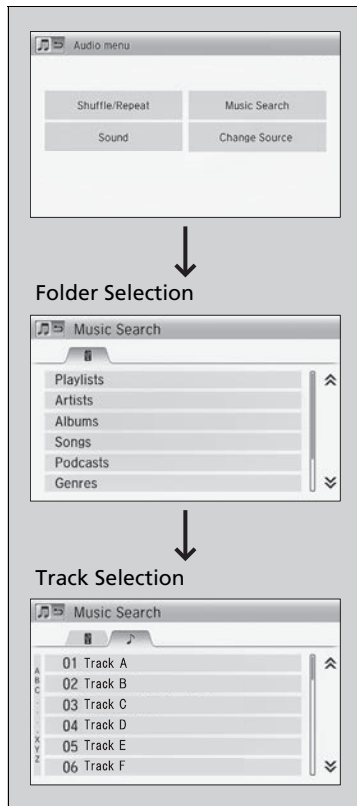 Audio menu
Shuffle/Repeat Music Search
Sound Change Source
Folder Selection
Music Search
Playlists
Artists
Albums
Songs
Podcasts
Genres
Track Selection
Music Search
A
B
C
X
Y
Z
01 Track A
02 Track B
03 Track C
04 Track D
05 Track E
06 Track F